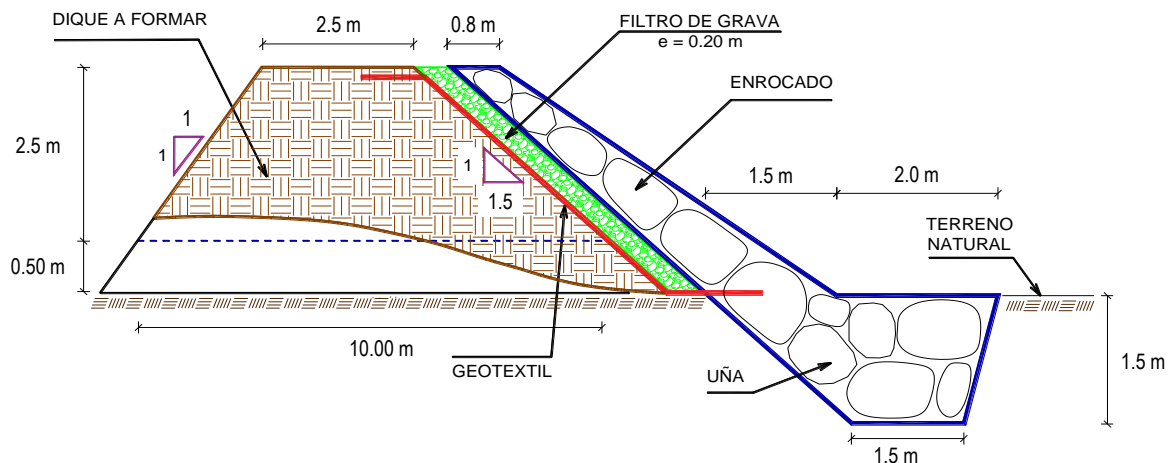 DIQUE A FORMAR
2.5 m
0.8 m
FILTRO DE GRAVA
e = 0.20 m
ENROCADO
2.5 m
1
1
1
1.5
1.5 m
2.0 m
TERRENO
NATURAL
0.50 m
10.00 m
GEOTEXTIL
UÑA
1.5 m
1.5 m